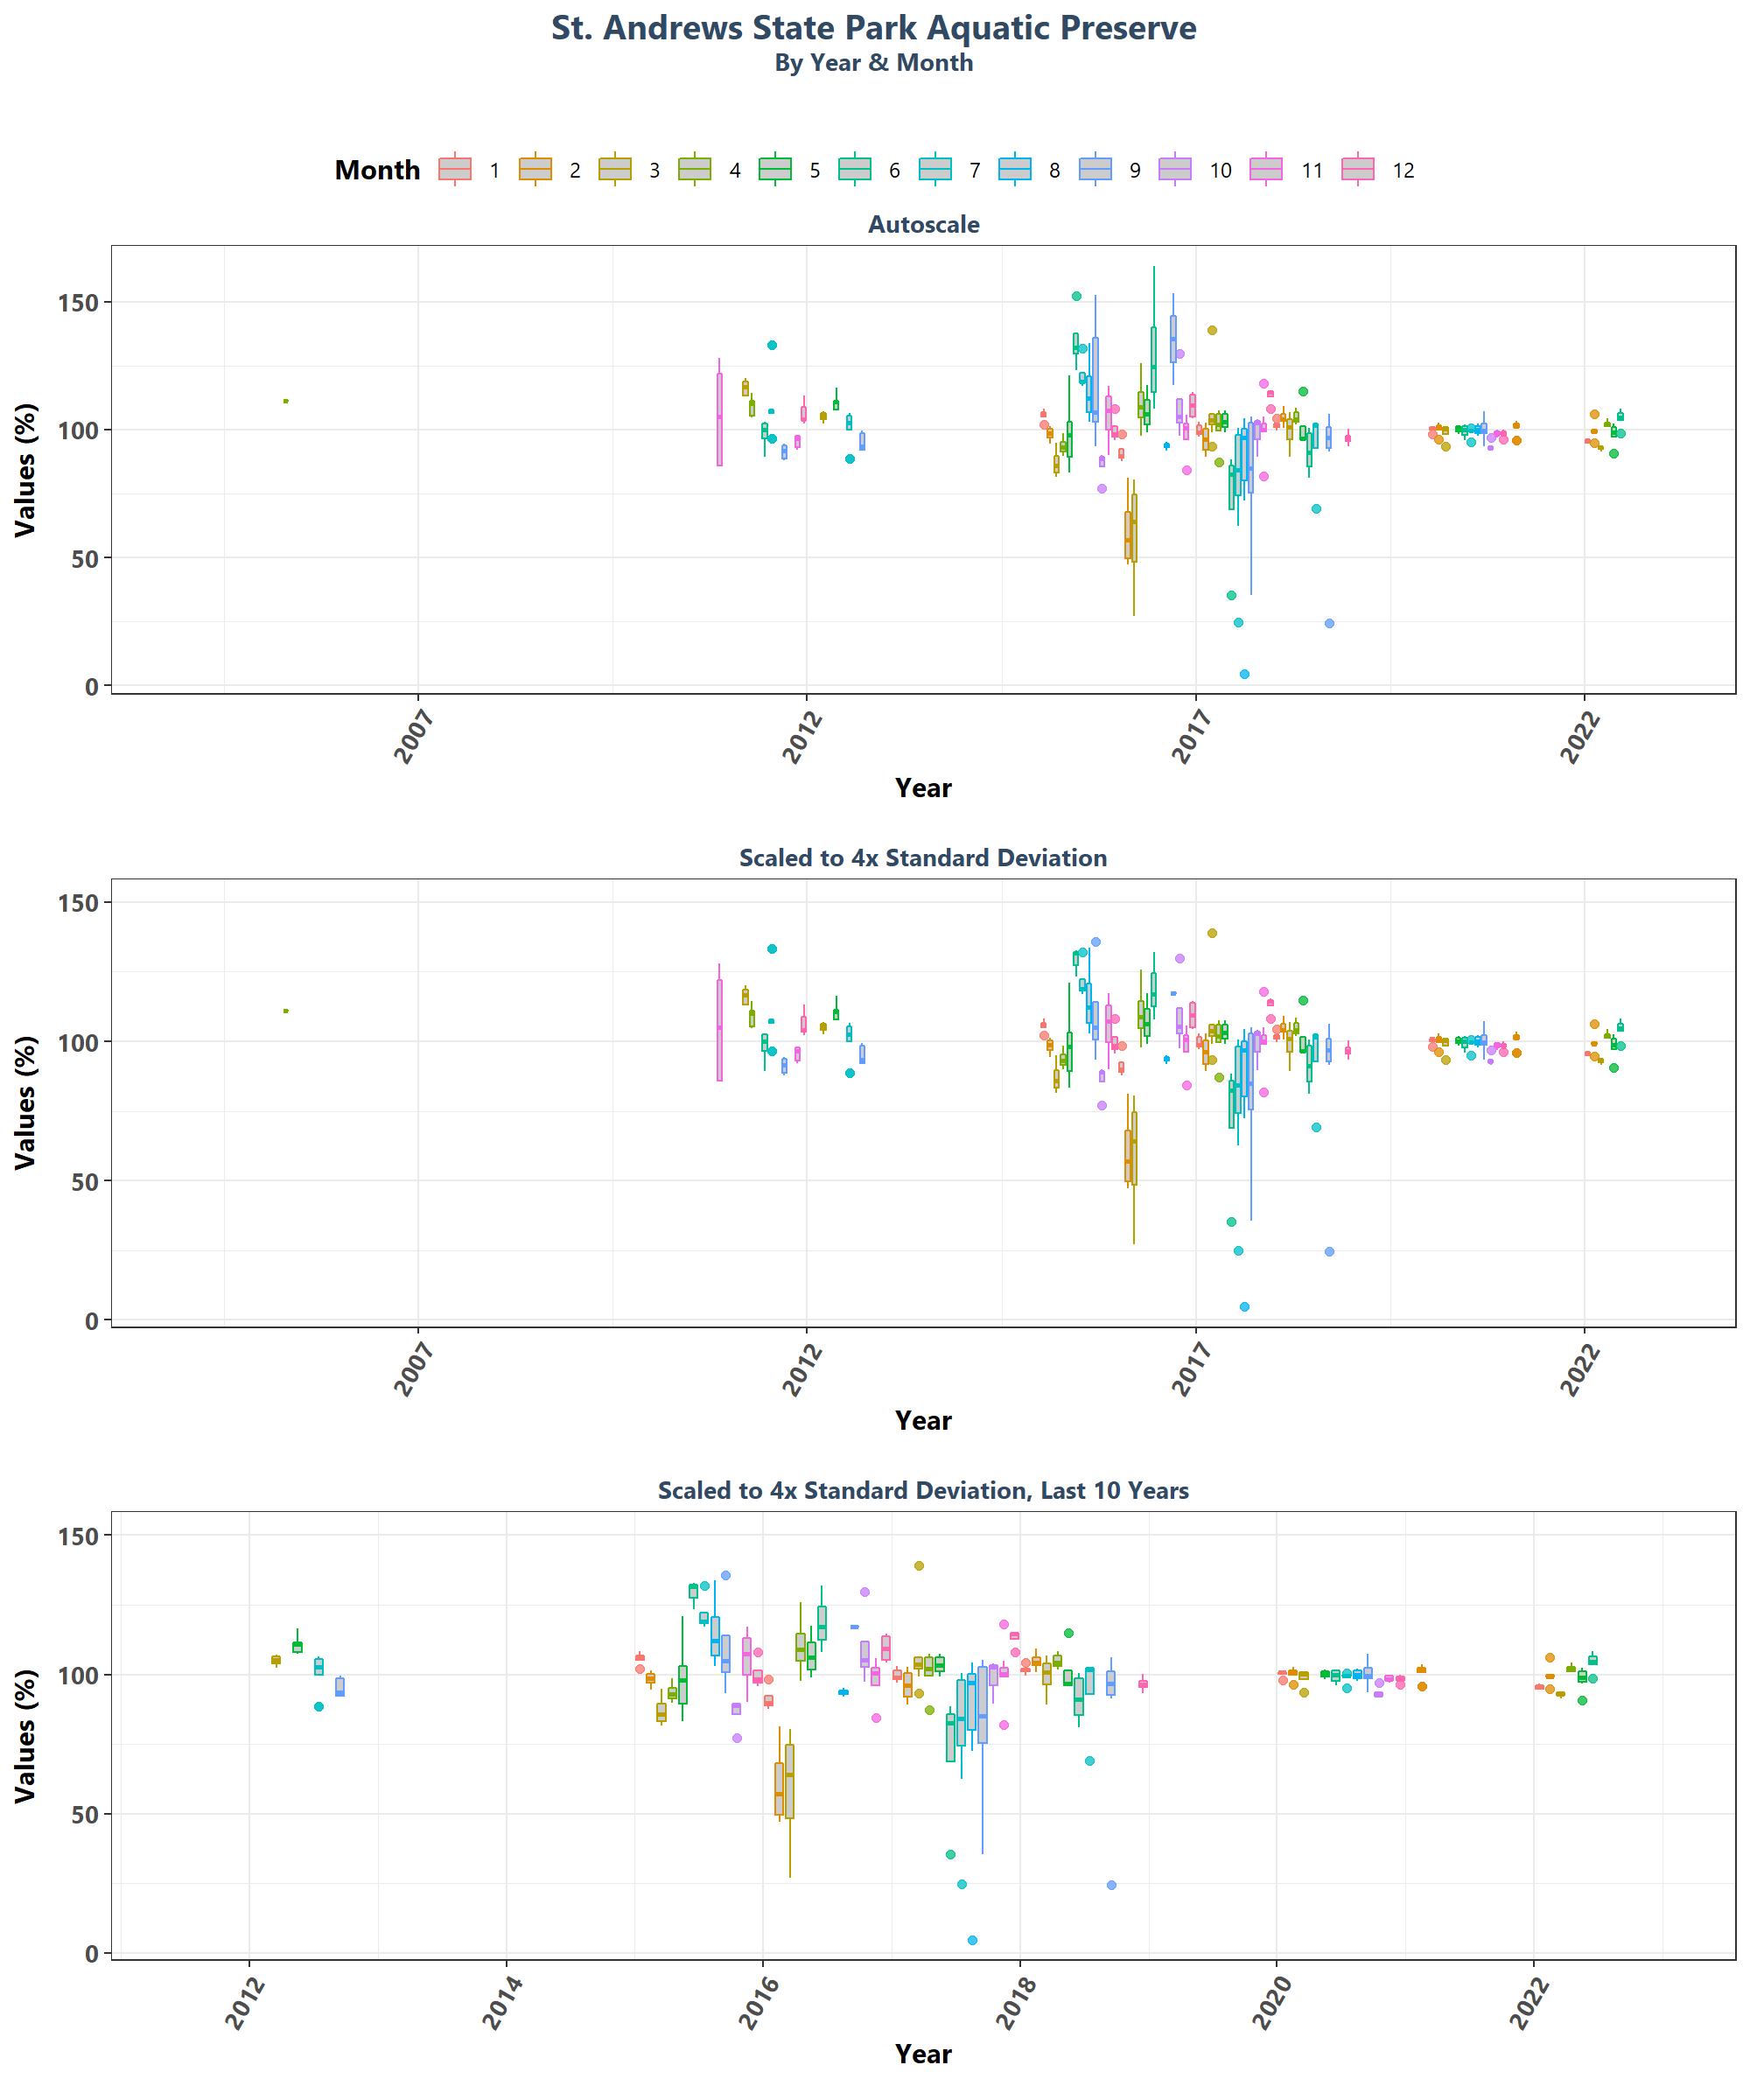 St. Andrews State Park Aquatic Preserve
By Year & Month
Month 1 2 3 4 5 6 7 8 9 10 11 12
Autoscale
150
100
50
0
Values (%)
2007 2012 2017 2022
Year
Scaled to 4x Standard Deviation
150
100
50
0
Values (%)
2007 2012 2017 2022
Year
Scaled to 4x Standard Deviation, Last 10 Years
150
100
50
0
Values (%)
2012 2014 2016 2018 2020 2022
Year